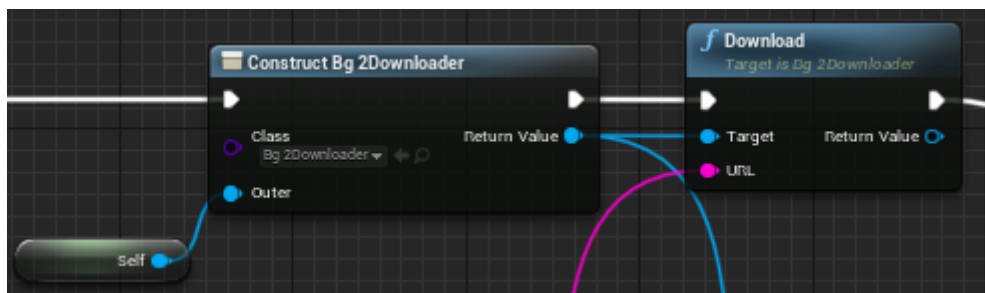 Construct Bg 2Downloader
Class
Bg 2Downloader
Return Value
Outer
Self
f Download
Target is Bg 2Downloader
Target
Return Value
URL